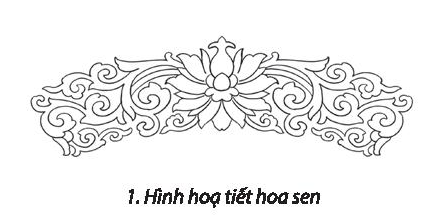 1. Hình hoạ tiết hoa sen